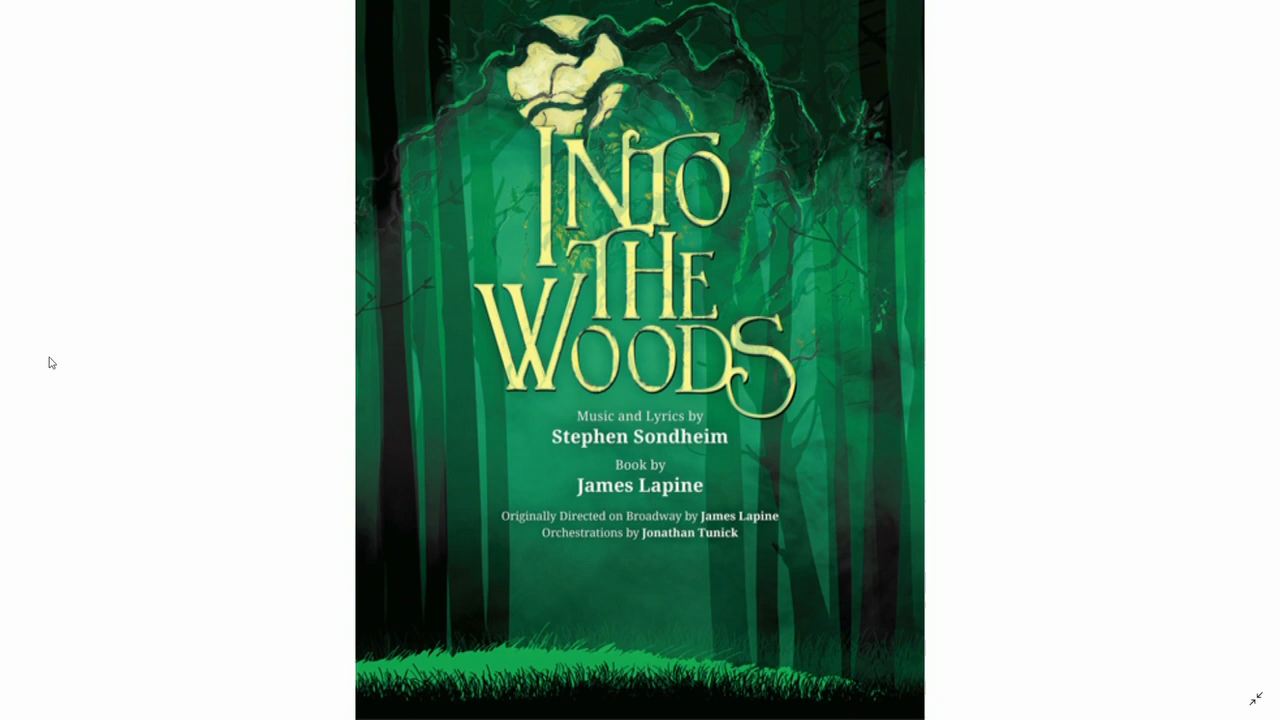 INTO
THE
WOODS
Music and Lyrics by
Stephen Sondheim
Book by
James Lapine
Originally Directed on Broadway by James Lapine
Orchestrations by Jonathan Tunick